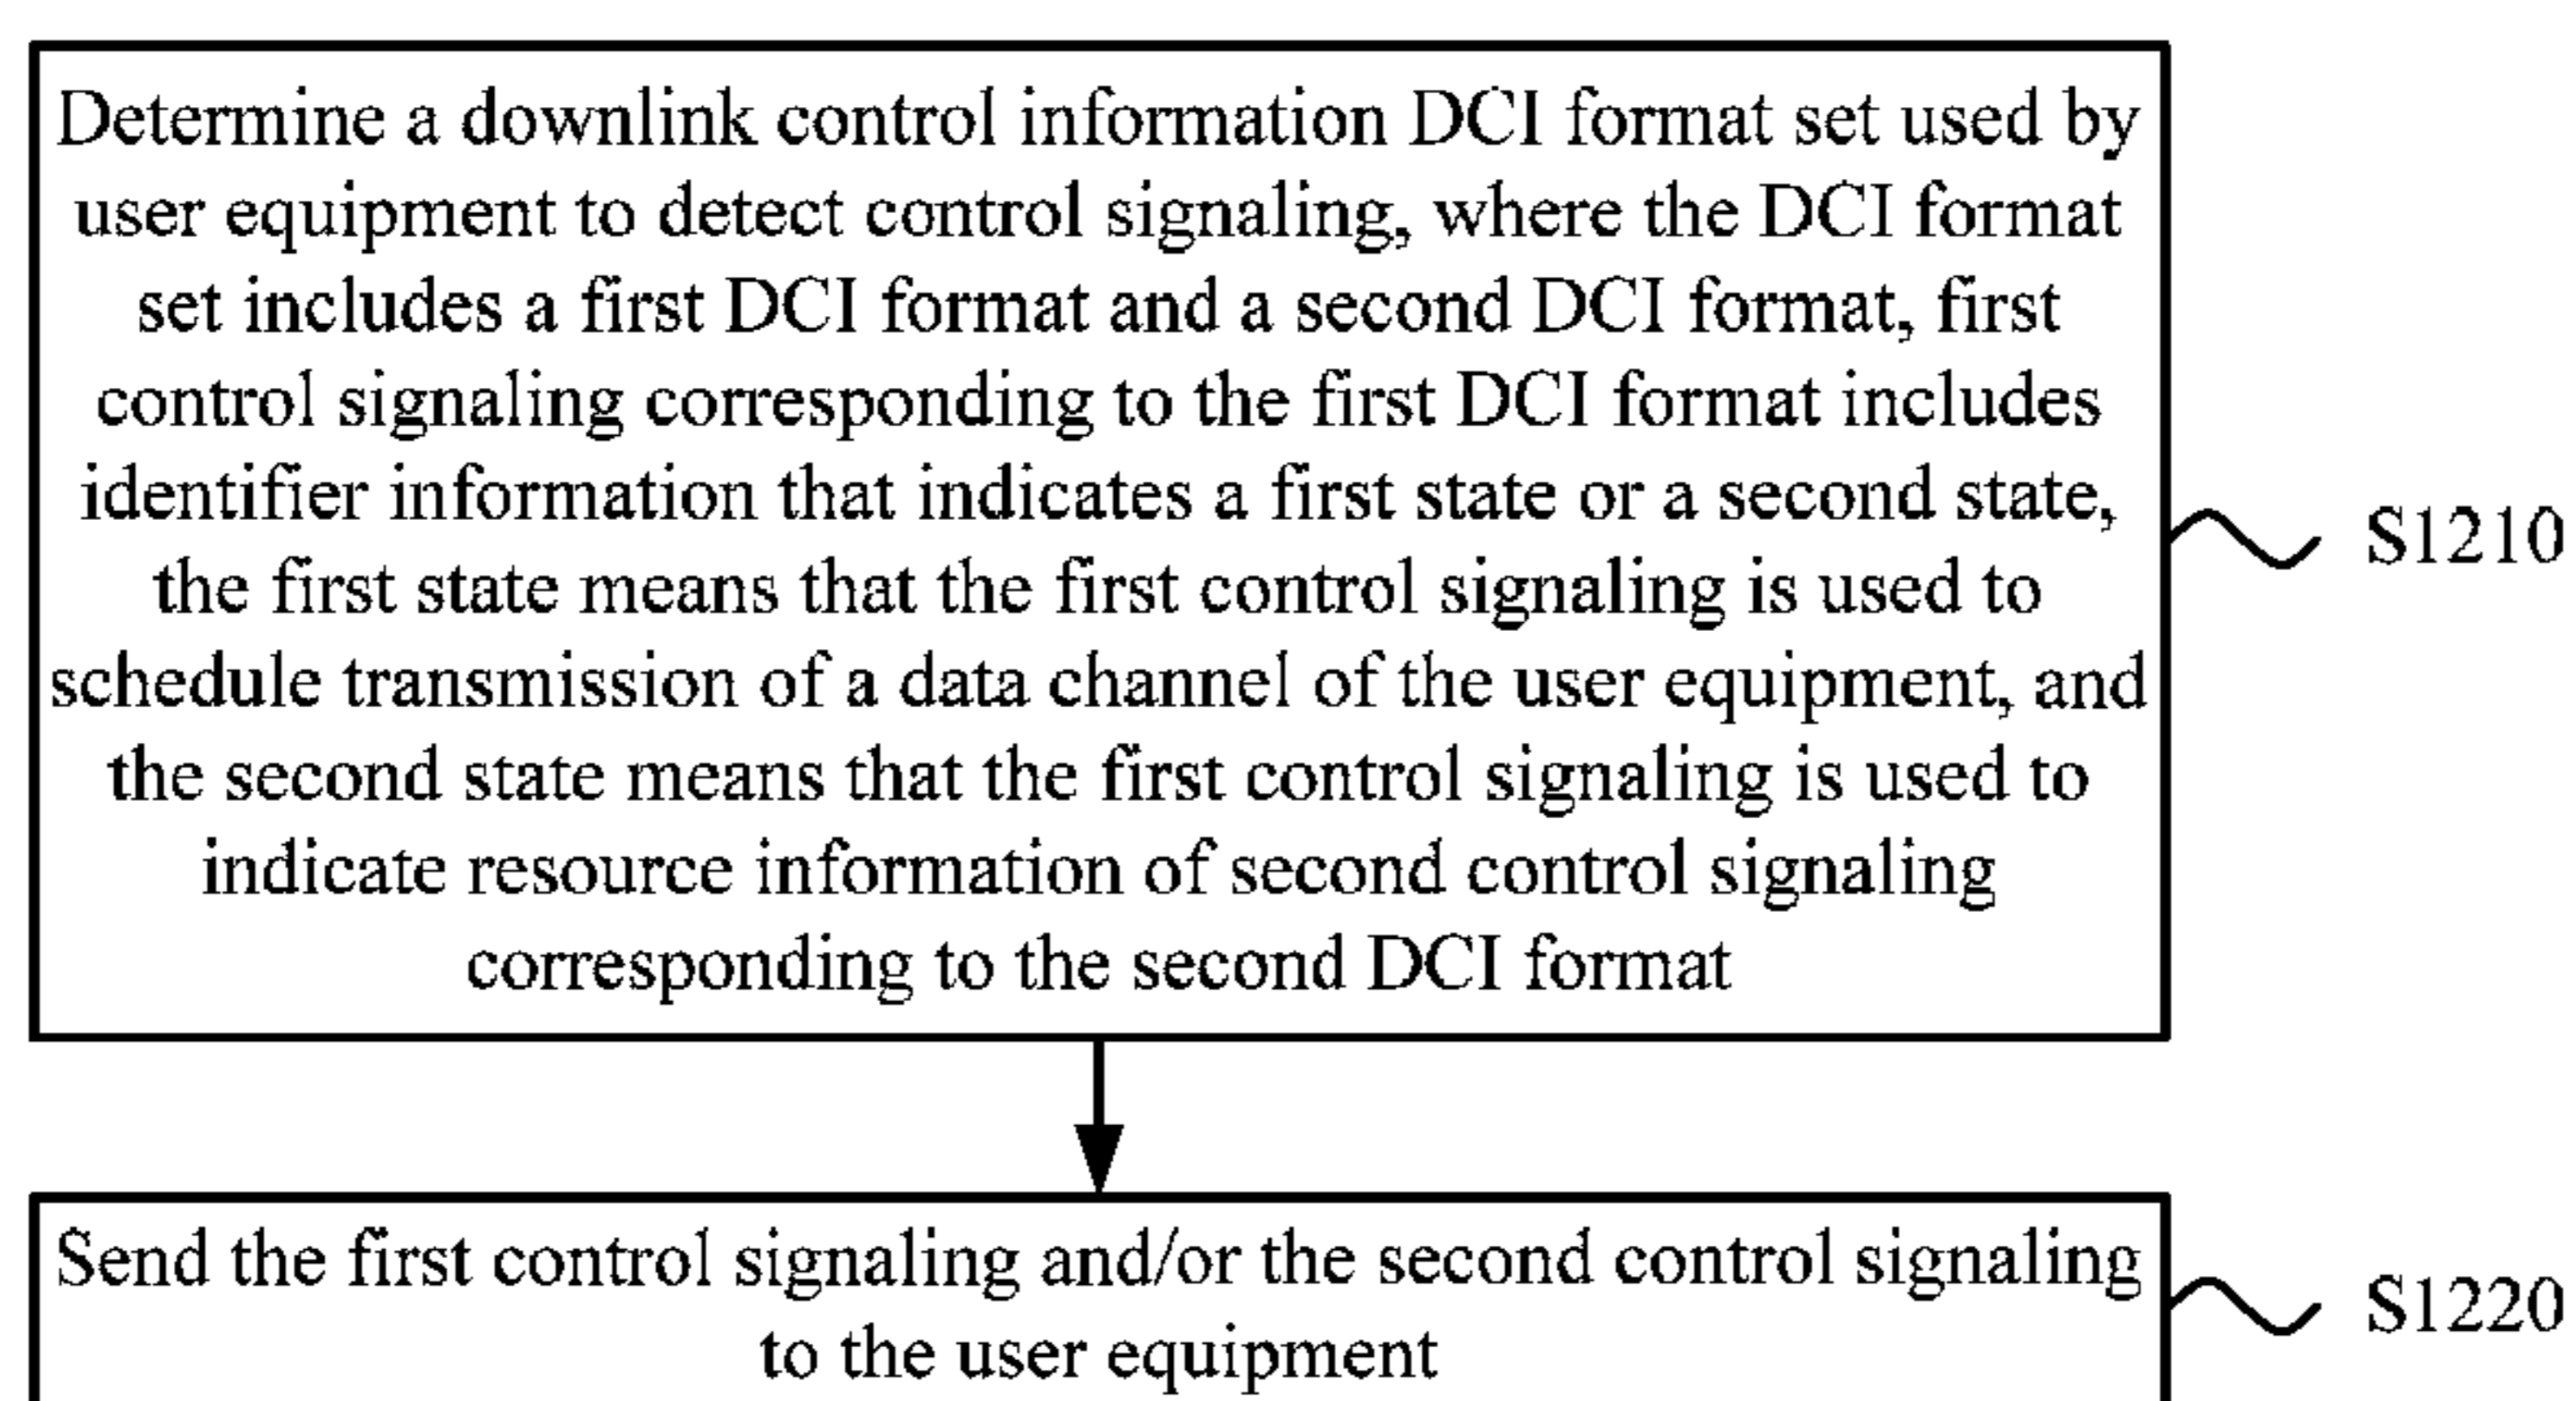 Determine a downlink control information DCI format set used by
user equipment to detect control signaling, where the DCI format
set includes a first DCI format and a second DCI format, first
control signaling corresponding to the first DCI format includes
identifier information that indicates a first state or a second state,
the first state means that the first control signaling is used to
schedule transmission of a data channel of the user equipment, and
the second state means that the first control signaling is used to
indicate resource information of second control signaling
corresponding to the second DCI format
S1210
Send the first control signaling and/or the second control signaling
to the user equipment
S1220